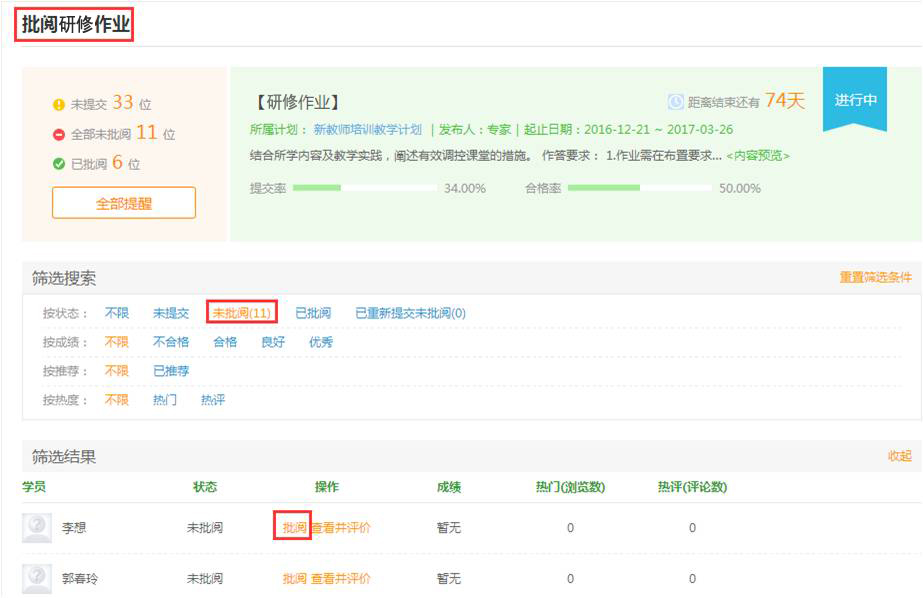 批阅研修作业
未提交 33 位
全部未批阅 11 位
已批阅 6 位
全部提醒
【研修作业】
距离结束还有 74天
进行中
所属计划： 新教师培训教学计划 | 发布人：专家 | 起止日期：2016-12-21 ~ 2017-03-26
结合所学内容及教学实践，阐述有效调控课堂的措施。 作答要求： 1.作业需在布置要求... <内容预览>
提交率 34.00% 合格率 50.00%
筛选搜索 重置筛选条件
按状态： 不限 未提交 未批阅(11) 已批阅 已重新提交未批阅(0)
按成绩： 不限 不合格 合格 良好 优秀
按推荐： 不限 已推荐
按热度： 不限 热门 热评
筛选结果 收起
学员 状态 操作 成绩 热门(浏览数) 热评(评论数)
李想 未批阅 批阅 查看并评价 暂无 0 0
郭春玲 未批阅 批阅 查看并评价 暂无 0 0